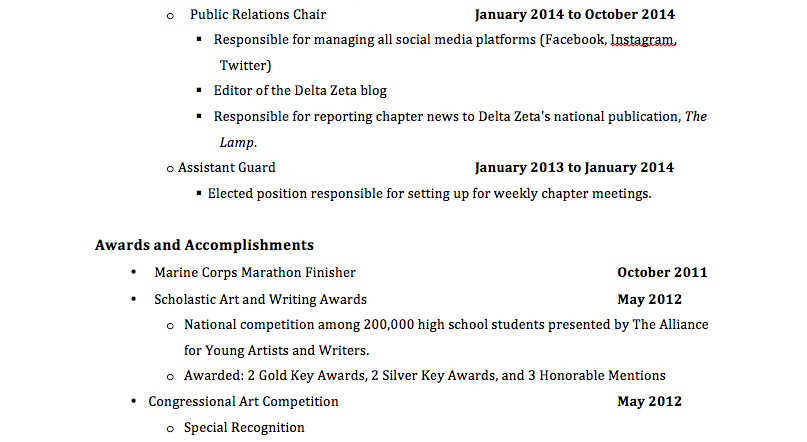 o Public Relations Chair January 2014 to October 2014
▪ Responsible for managing all social media platforms (Facebook, Instagram,
Twitter)
▪ Editor of the Delta Zeta blog
▪ Responsible for reporting chapter news to Delta Zeta's national publication, The
Lamp.
o Assistant Guard January 2013 to January 2014
▪ Elected position responsible for setting up for weekly chapter meetings.
Awards and Accomplishments
• Marine Corps Marathon Finisher October 2011
• Scholastic Art and Writing Awards May 2012
o National competition among 200,000 high school students presented by The Alliance
for Young Artists and Writers.
o Awarded: 2 Gold Key Awards, 2 Silver Key Awards, and 3 Honorable Mentions
• Congressional Art Competition May 2012
o Special Recognition